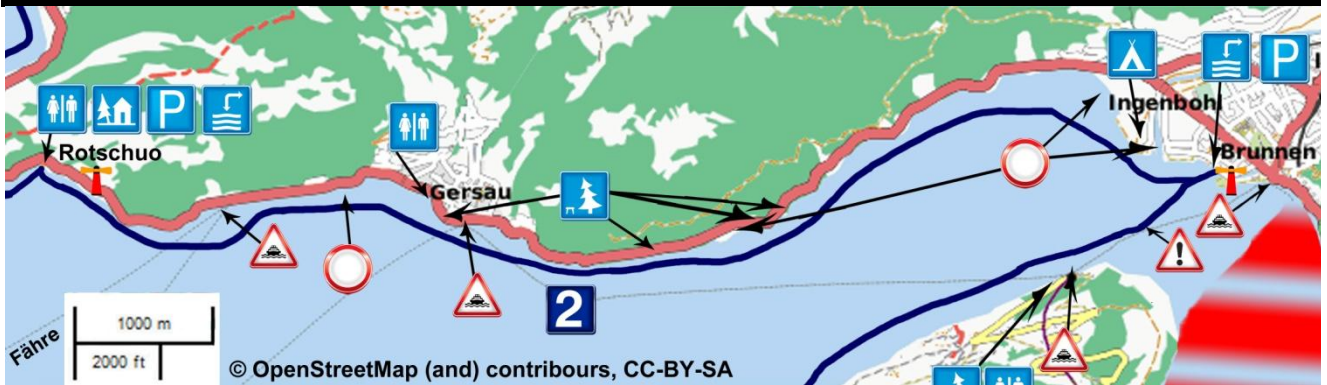 P
P
Ingenbohl
Rotschuo
Brunnen
Gersau
!
2
1000 m
Fähre
2000 ft
© OpenStreetMap (and) contribours, CC-BY-SA